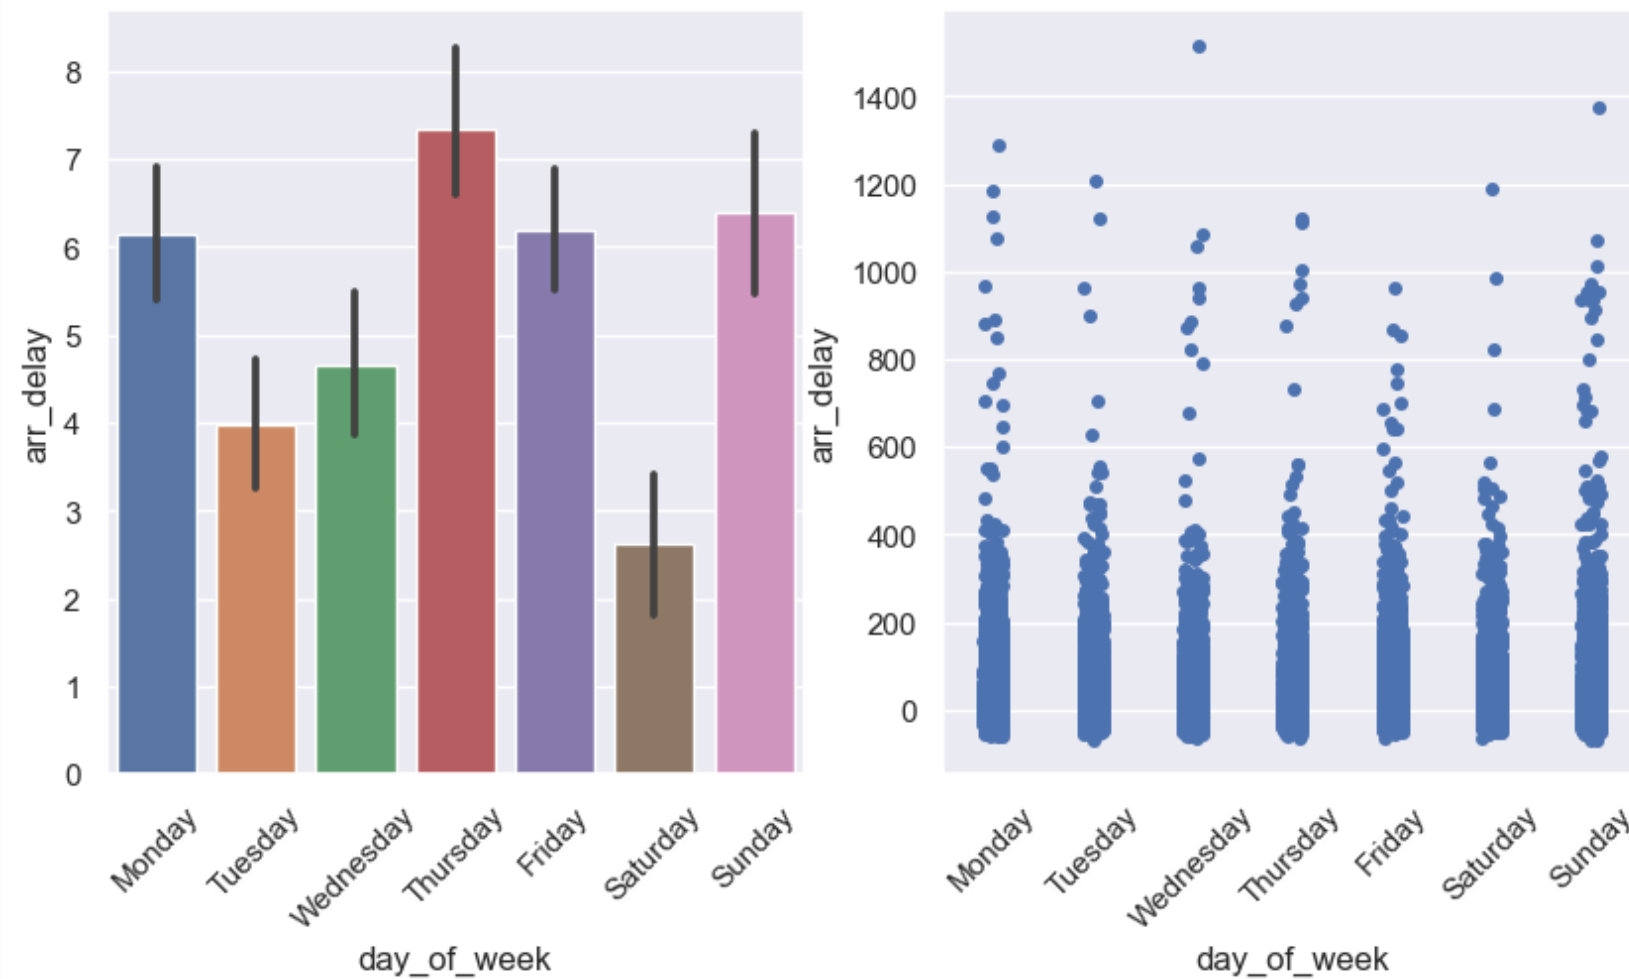 8
7
6
5
4
3
2
1
0
arr_delay
Monday
Tuesday
Wednesday
Thursday
Friday
Saturday
Sunday
day_of_week
1400
1200
1000
800
600
400
200
0
arr_delay
Monday
Tuesday
Wednesday
Thursday
Friday
Saturday
Sunday
day_of_week